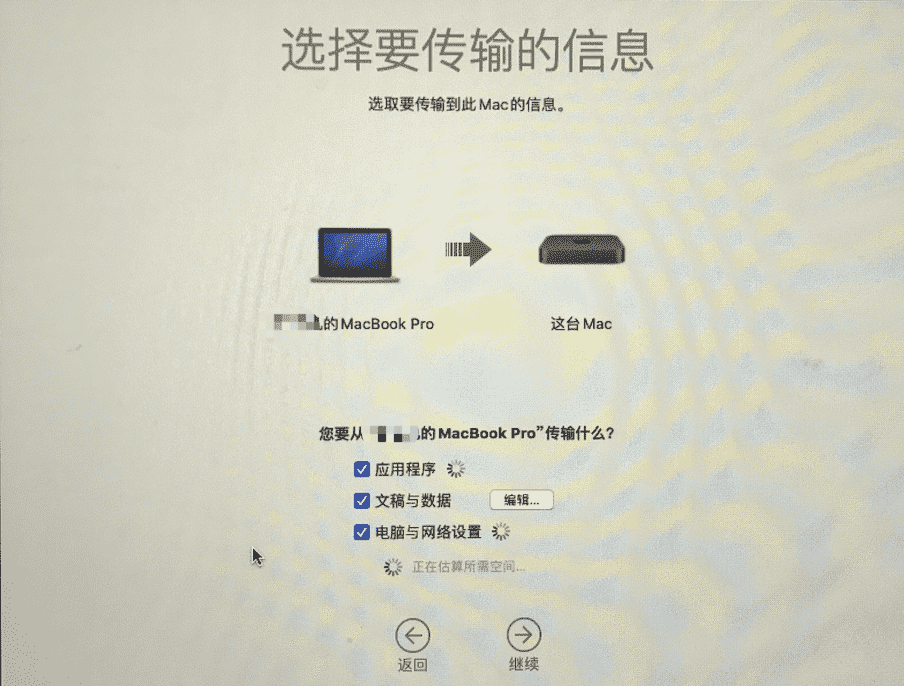 选择要传输的信息
选取要传输到此Mac的信息。
的MacBook Pro
这台Mac
您要从 的MacBook Pro”传输什么?
应用程序
文稿与数据 编辑...
电脑与网络设置
正在估算所需空间...
返回 继续